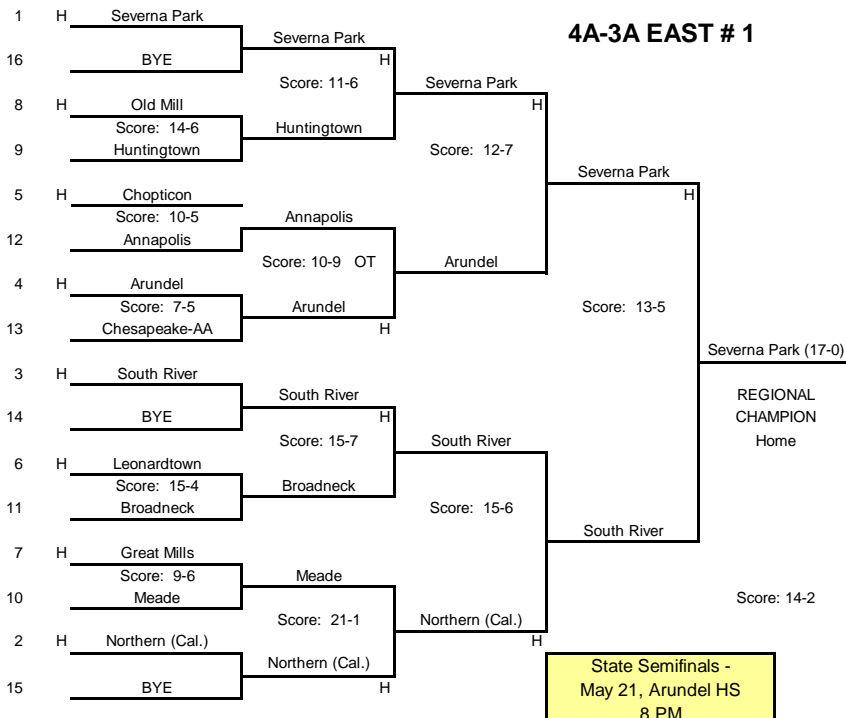 4A-3A EAST # 1
1 H Severna Park
Severna Park
16 BYE
H
Score: 11-6
Severna Park
8 H Old Mill
H
Score: 14-6
Huntingtown
9 Huntingtown
Score: 12-7
Severna Park
5 H Chopticon
H
Score: 10-5
Annapolis
12 Annapolis
Score: 10-9 OT
Arundel
4 H Arundel
Score: 7-5
Arundel
Score: 13-5
13 Chesapeake-AA
H
Severna Park (17-0)
3 H South River
South River
REGIONAL
14 BYE
H
CHAMPION
Score: 15-7
South River
Home
6 H Leonardtown
Score: 15-4
Broadneck
11 Broadneck
Score: 15-6
South River
7 H Great Mills
Score: 9-6
Meade
10 Meade
Score: 14-2
Score: 21-1
Northern (Cal.)
2 H Northern (Cal.)
H
Northern (Cal.)
15 BYE
H
State Semifinals -
May 21, Arundel HS
8 PM